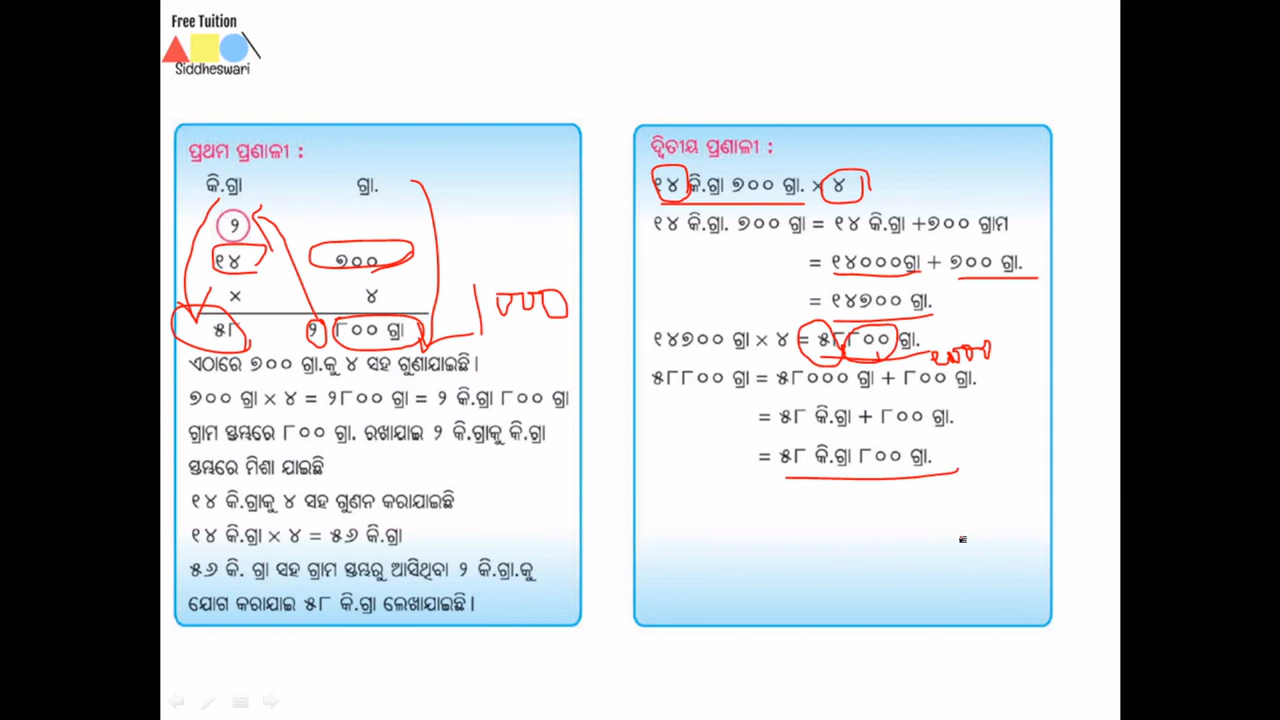 Free Tuition
Siddheswari
ପ୍ରଥମ ପ୍ରଣାଳୀ :
କି.ଗ୍ରା ଗ୍ରା.
୨
୧୪ ୭୦୦
× ୪
୫୮ ୨ ୮୦୦ ଗ୍ରା
1000
ଏଠାରେ ୭୦୦ ଗ୍ରା.କୁ ୪ ସହ ଗୁଣାଯାଇଛି।
୭୦୦ ଗ୍ରା × ୪ = ୨୮୦୦ ଗ୍ରା = ୨ କି.ଗ୍ରା ୮୦୦ ଗ୍ରା
ଗ୍ରାମ ସ୍ତମ୍ଭରେ ୮୦୦ ଗ୍ରା. ରଖାଯାଇ ୨ କି.ଗ୍ରାକୁ କି.ଗ୍ରା
ସ୍ତମ୍ଭରେ ମିଶା ଯାଇଛି
୧୪ କି.ଗ୍ରାକୁ ୪ ସହ ଗୁଣନ କରାଯାଇଛି
୧୪ କି.ଗ୍ରା × ୪ = ୫୬ କି.ଗ୍ରା
୫୬ କି. ଗ୍ରା ସହ ଗ୍ରାମ ସ୍ତମ୍ଭରୁ ଆସିଥିବା ୨ କି.ଗ୍ରା.କୁ
ଯୋଗ କରାଯାଇ ୫୮ କି.ଗ୍ରା ଲେଖାଯାଇଛି।
ଦ୍ୱିତୀୟ ପ୍ରଣାଳୀ :
୧୪ କି.ଗ୍ରା ୭୦୦ ଗ୍ରା. × ୪
୧୪ କି.ଗ୍ରା. ୭୦୦ ଗ୍ରା = ୧୪ କି.ଗ୍ରା +୭୦୦ ଗ୍ରାମ
= ୧୪୦୦୦ଗ୍ରା + ୭୦୦ ଗ୍ରା.
= ୧୪୭୦୦ ଗ୍ରା.
୧୪୭୦୦ ଗ୍ରା × ୪ = ୫୮୮୦୦ ଗ୍ରା.
୫୮୮୦୦ ଗ୍ରା = ୫୮୦୦୦ ଗ୍ରା + ୮୦୦ ଗ୍ରା.
= ୫୮ କି.ଗ୍ରା + ୮୦୦ ଗ୍ରା.
= ୫୮ କି.ଗ୍ରା ୮୦୦ ଗ୍ରା.